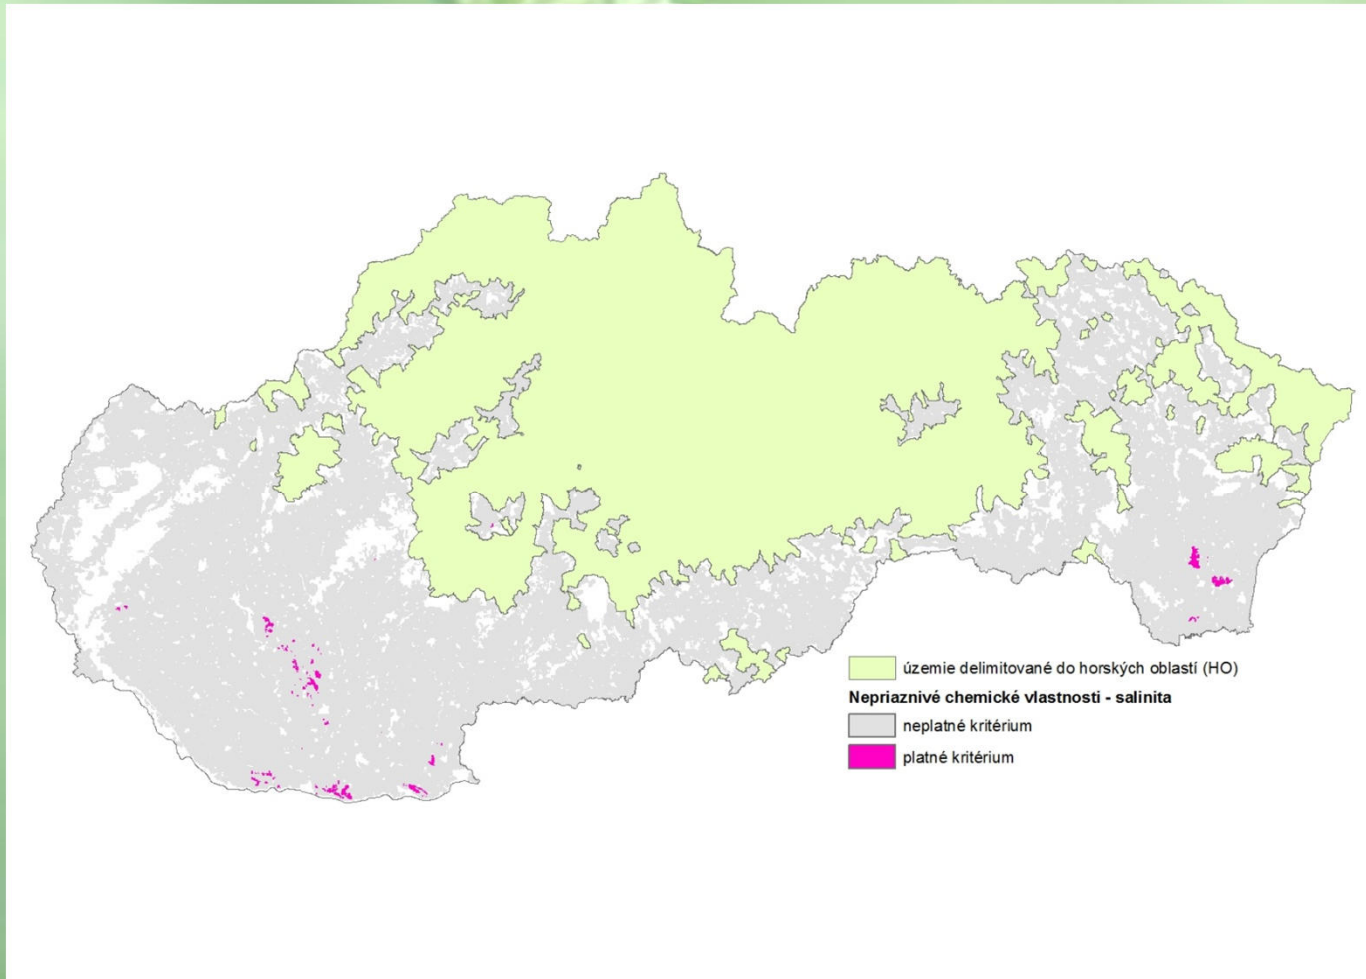 územie delimitované do horských oblastí (HO)
Nepriaznivé chemické vlastnosti - salinita
neplatné kritérium
platné kritérium